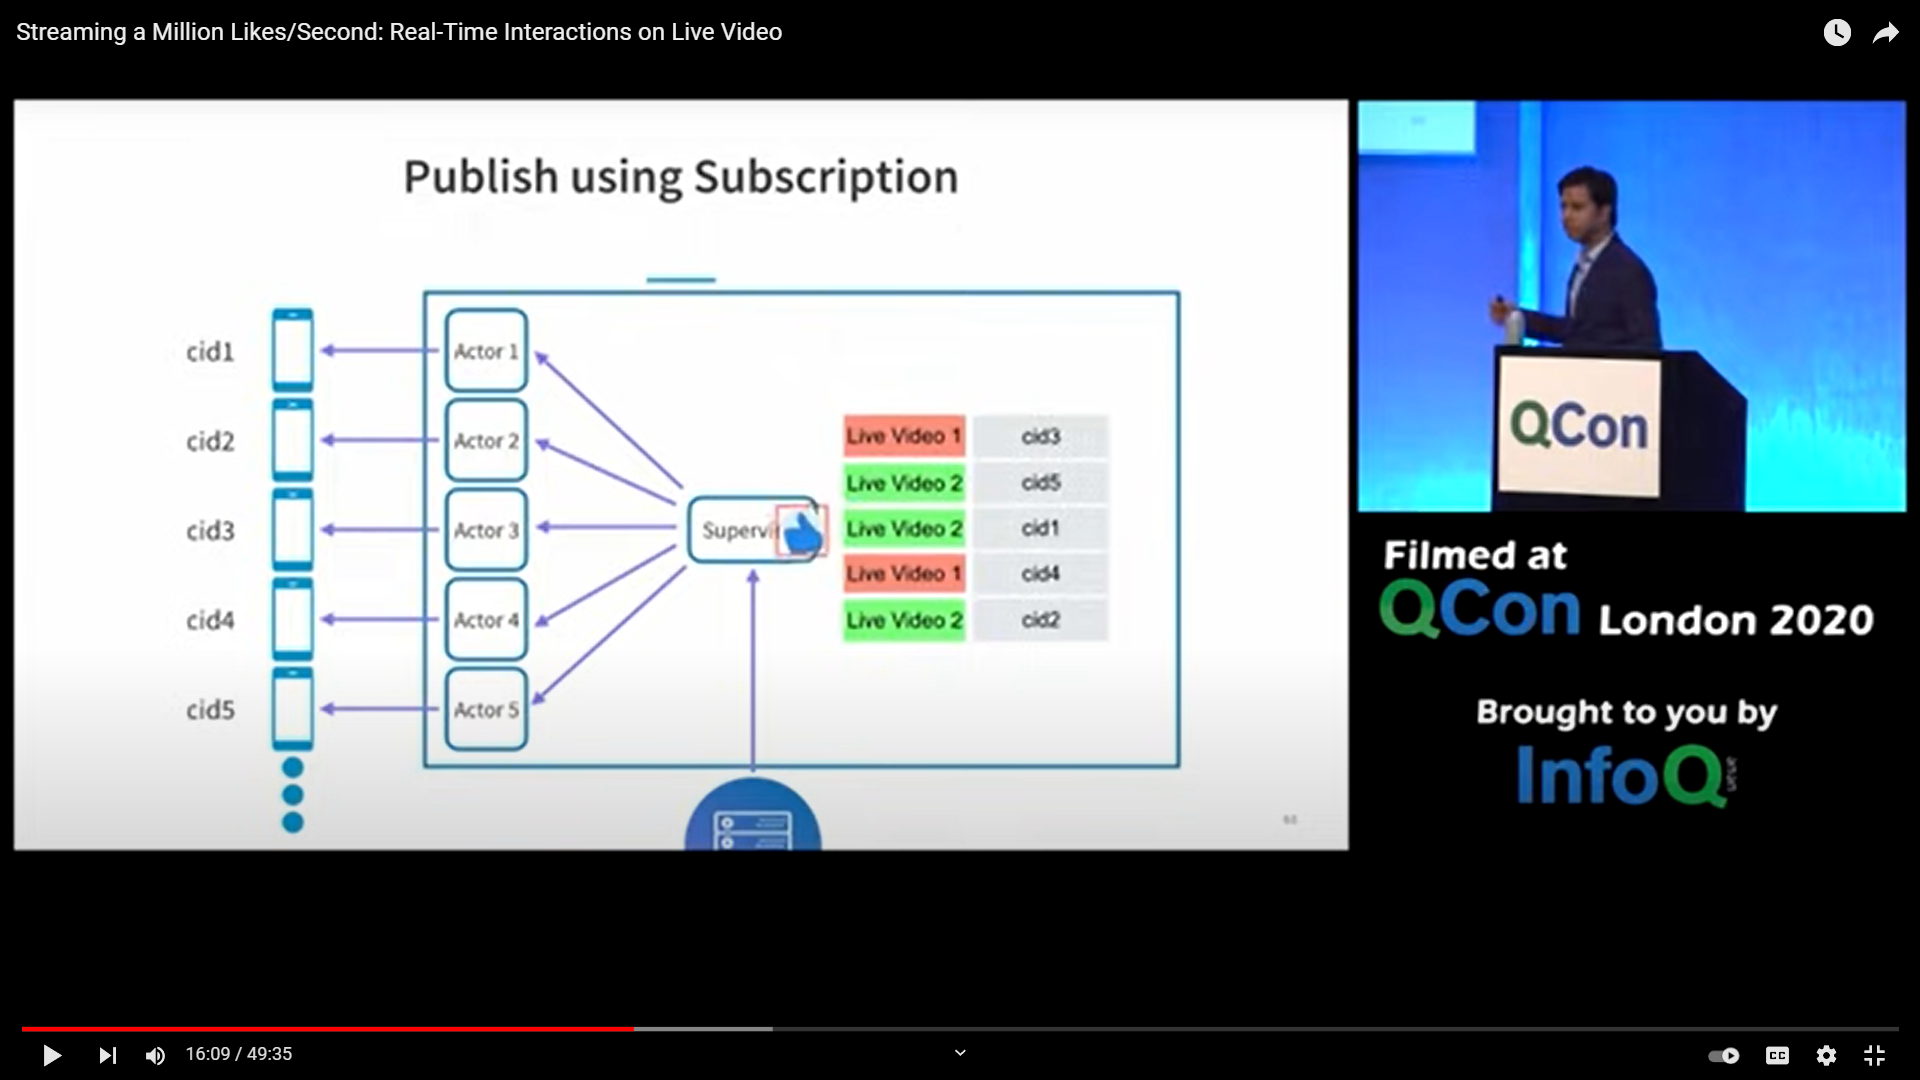 Streaming a Million Likes/Second: Real-Time Interactions on Live Video
Publish using Subscription
cid1
Actor 1
cid2
Actor 2
cid3
Actor 3
cid4
Actor 4
cid5
Actor 5
Live Video 1 cid3
Live Video 2 cid5
Live Video 2 cid1
Live Video 1 cid4
Live Video 2 cid2
QCon
Filmed at
QCon London 2020
Brought to you by
InfoQ
16:09 / 49:35
CC